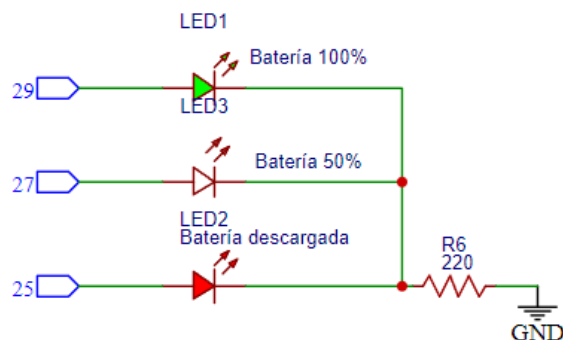 LED1
Batería 100%
29
LED3
Batería 50%
27
LED2
Batería descargada
25
R6
220
GND